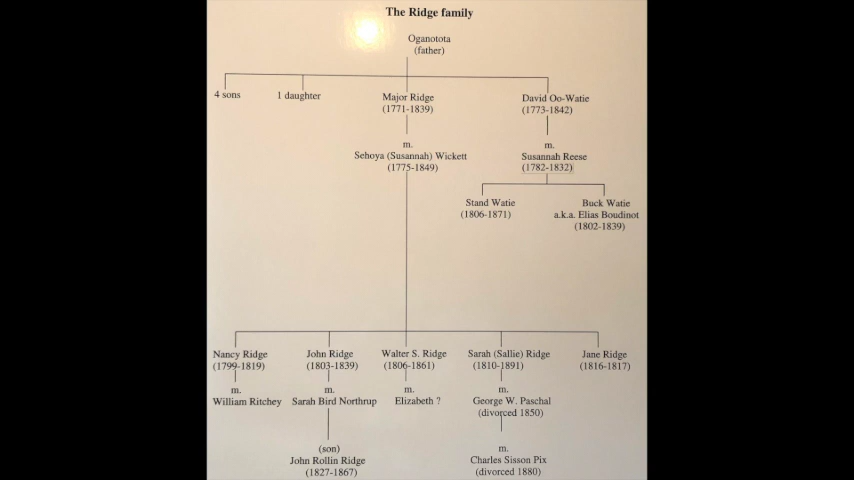 The Ridge family
Oganotota
(father)
4 sons
1 daughter
Major Ridge
(1771-1839)
David Oo-Watie
(1773-1842)
m.
Sehoya (Susannah) Wickett
(1775-1849)
m.
Susannah Reese
(1782-1832)
Stand Watie
(1806-1871)
Buck Watie
a.k.a. Elias Boudinot
(1802-1839)
Nancy Ridge
(1799-1819)
John Ridge
(1803-1839)
Walter S. Ridge
(1806-1861)
Sarah (Sallie) Ridge
(1810-1891)
Jane Ridge
(1816-1817)
m.
William Ritchey
m.
Sarah Bird Northrup
m.
Elizabeth ?
m.
George W. Paschal
(divorced 1850)
(son)
John Rollin Ridge
(1827-1867)
m.
Charles Sisson Pix
(divorced 1880)